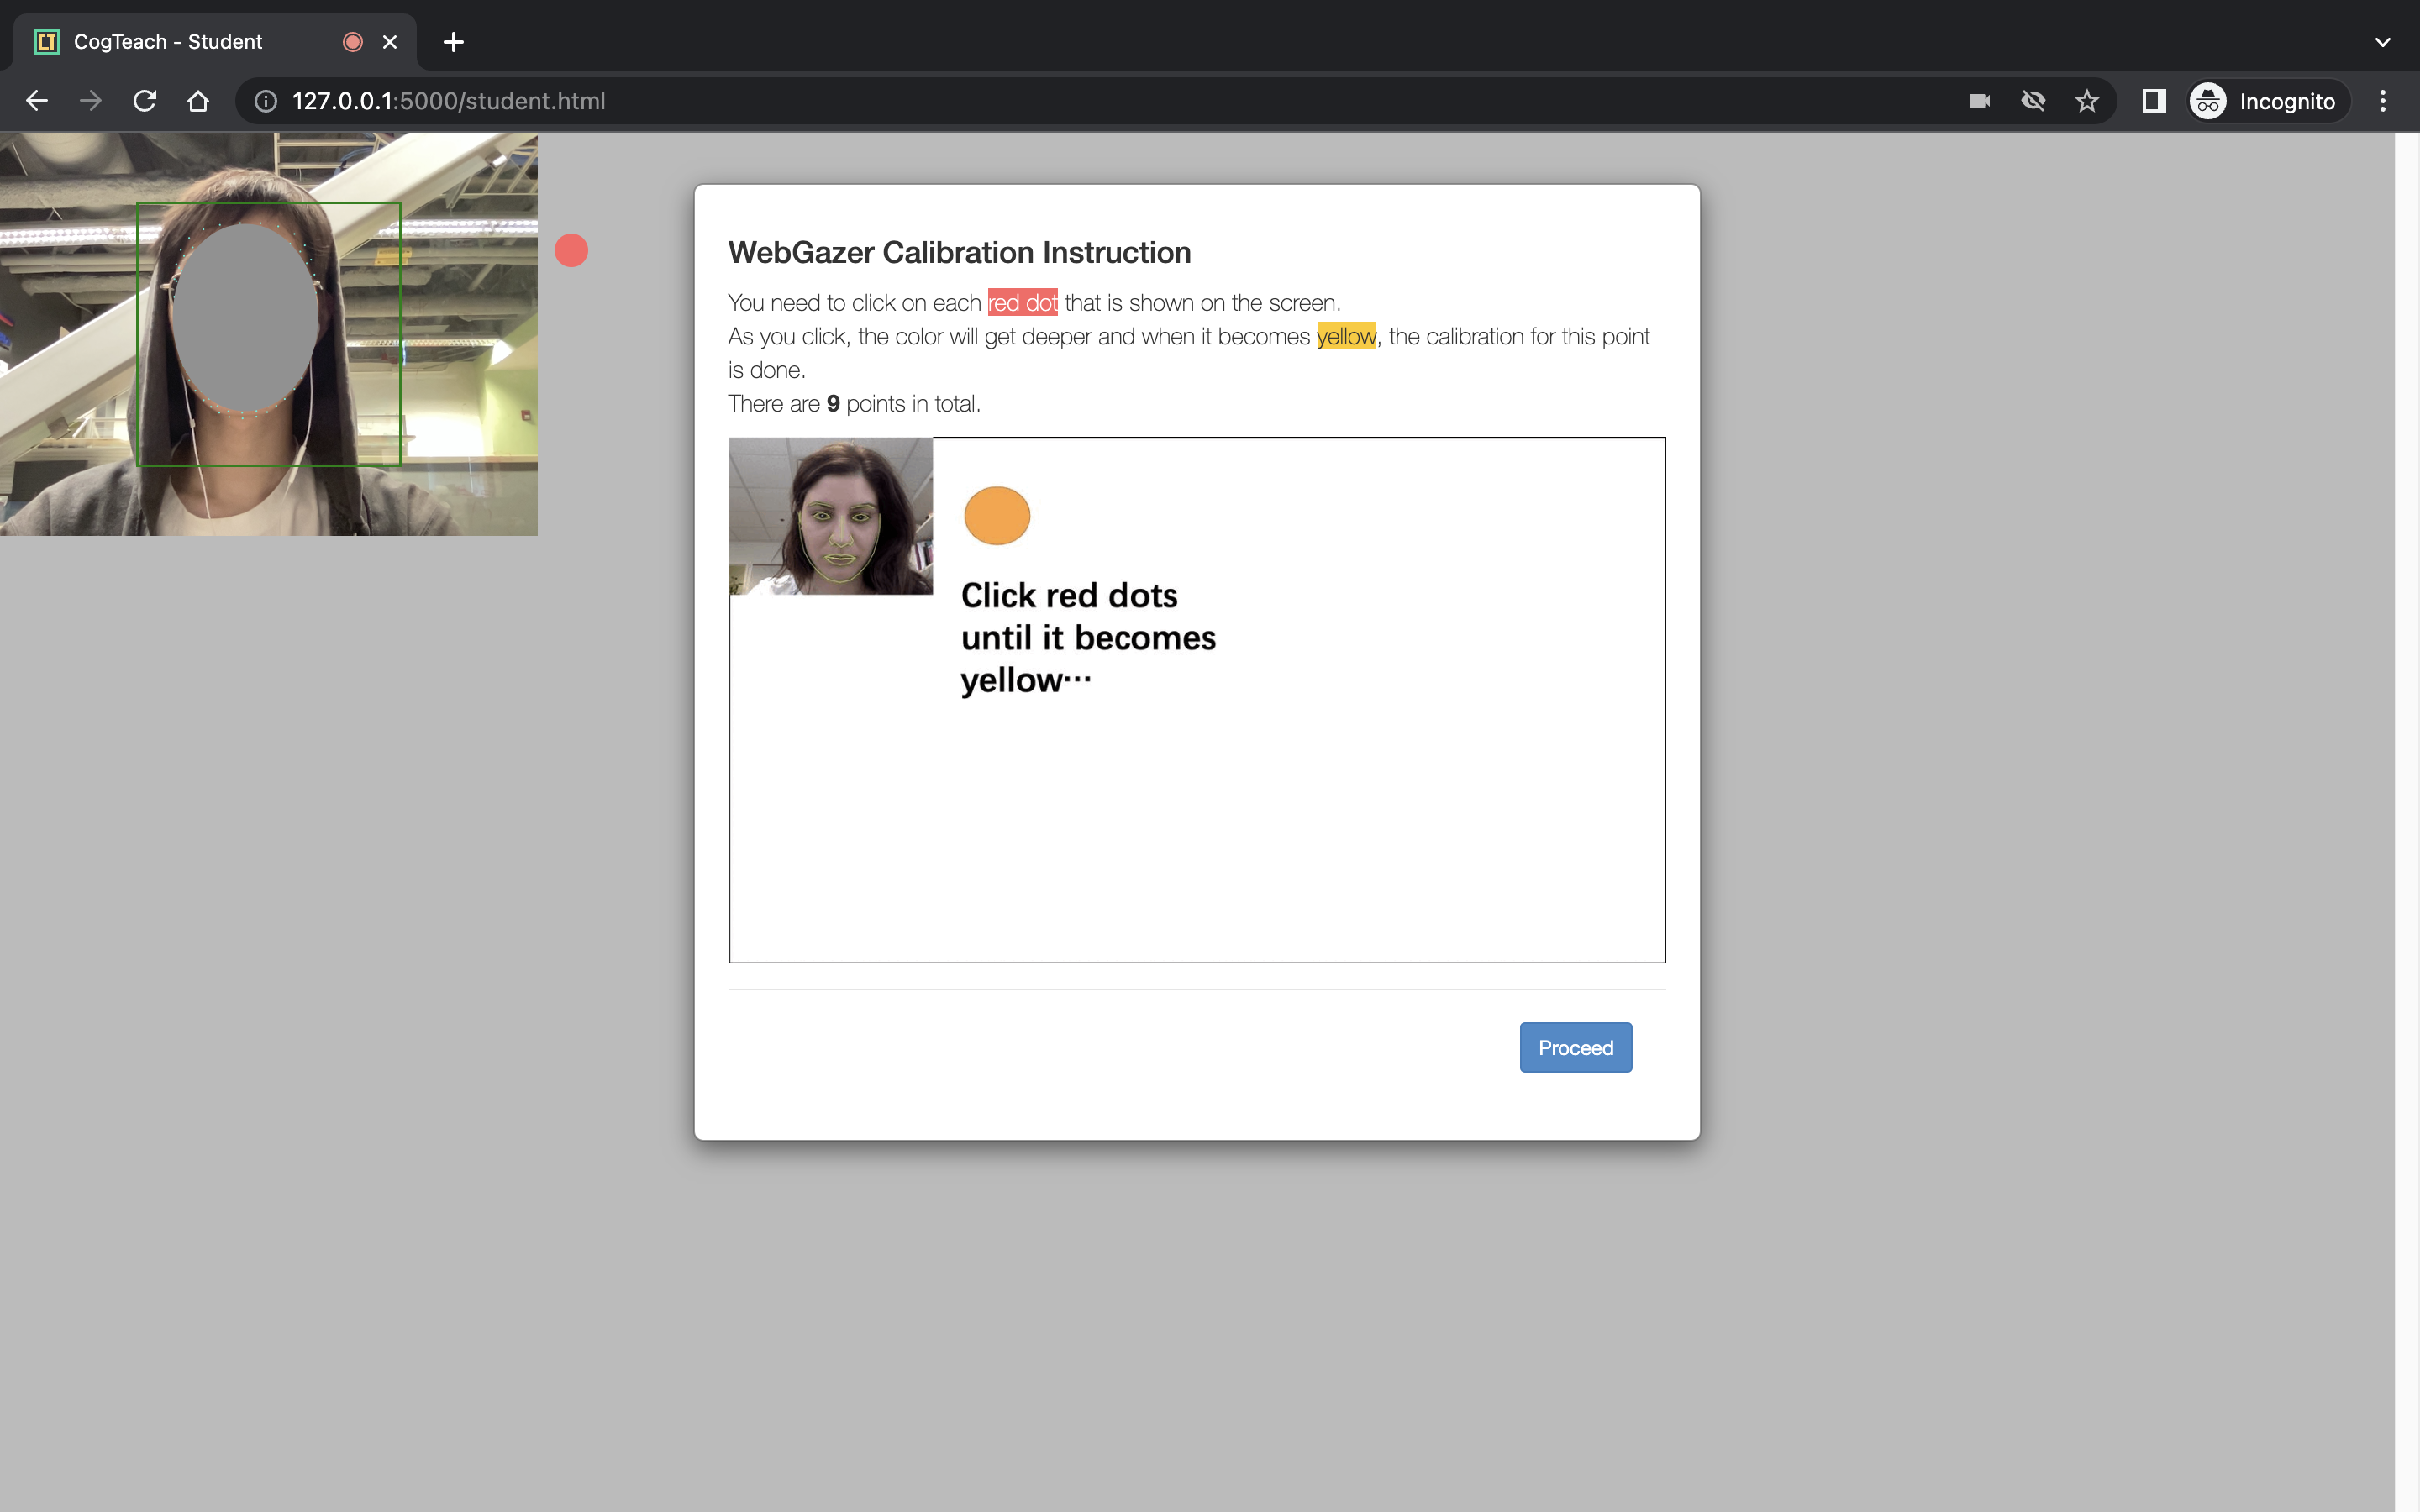 CogTeach - Student
127.0.0.1:5000/student.html
Incognito
WebGazer Calibration Instruction
You need to click on each red dot that is shown on the screen.
As you click, the color will get deeper and when it becomes yellow, the calibration for this point
is done.
There are 9 points in total.
Click red dots
until it becomes
yellow···
Proceed